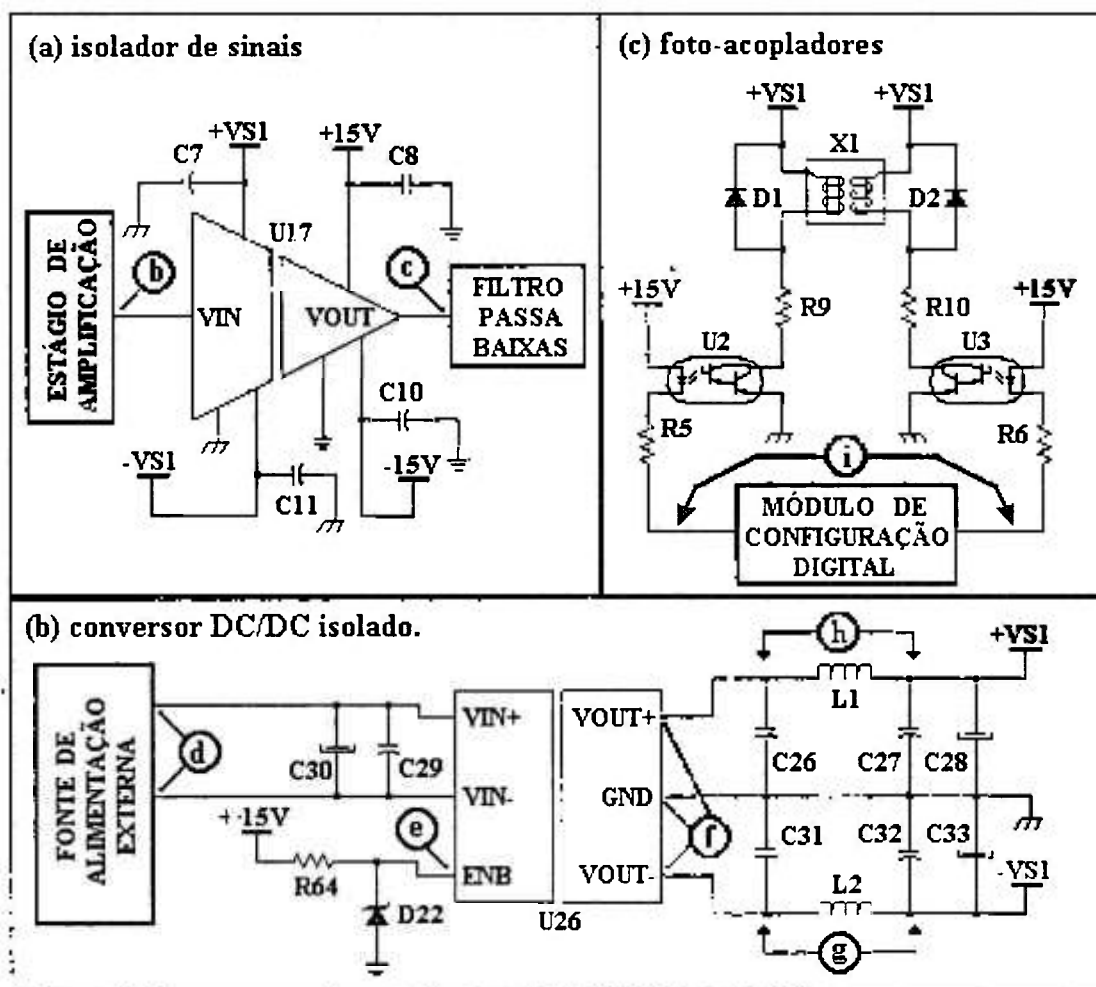 (a) isolador de sinais
+VS1
+15V
C7
C8
U17
ESTÁGIO DE
AMPLIFICAÇÃO
b
VIN
VOUT
c
FILTRO
PASSA
BAIXAS
C10
-VS1
C11
-15V
(c) foto-acopladores
+VS1
+VS1
X1
D1
D2
+15V
R9
R10
+15V
U2
U3
R5
R6
i
MÓDULO DE
CONFIGURAÇÃO
DIGITAL
(b) conversor DC/DC isolado.
FONTE DE
ALIMENTAÇÃO
EXTERNA
d
C30
C29
VIN+
VIN-
ENB
e
+15V
R64
D22
U26
VOUT+
GND
VOUT-
f
h
L1
+VS1
C26
C27
C28
C31
C32
C33
L2
-VS1
g